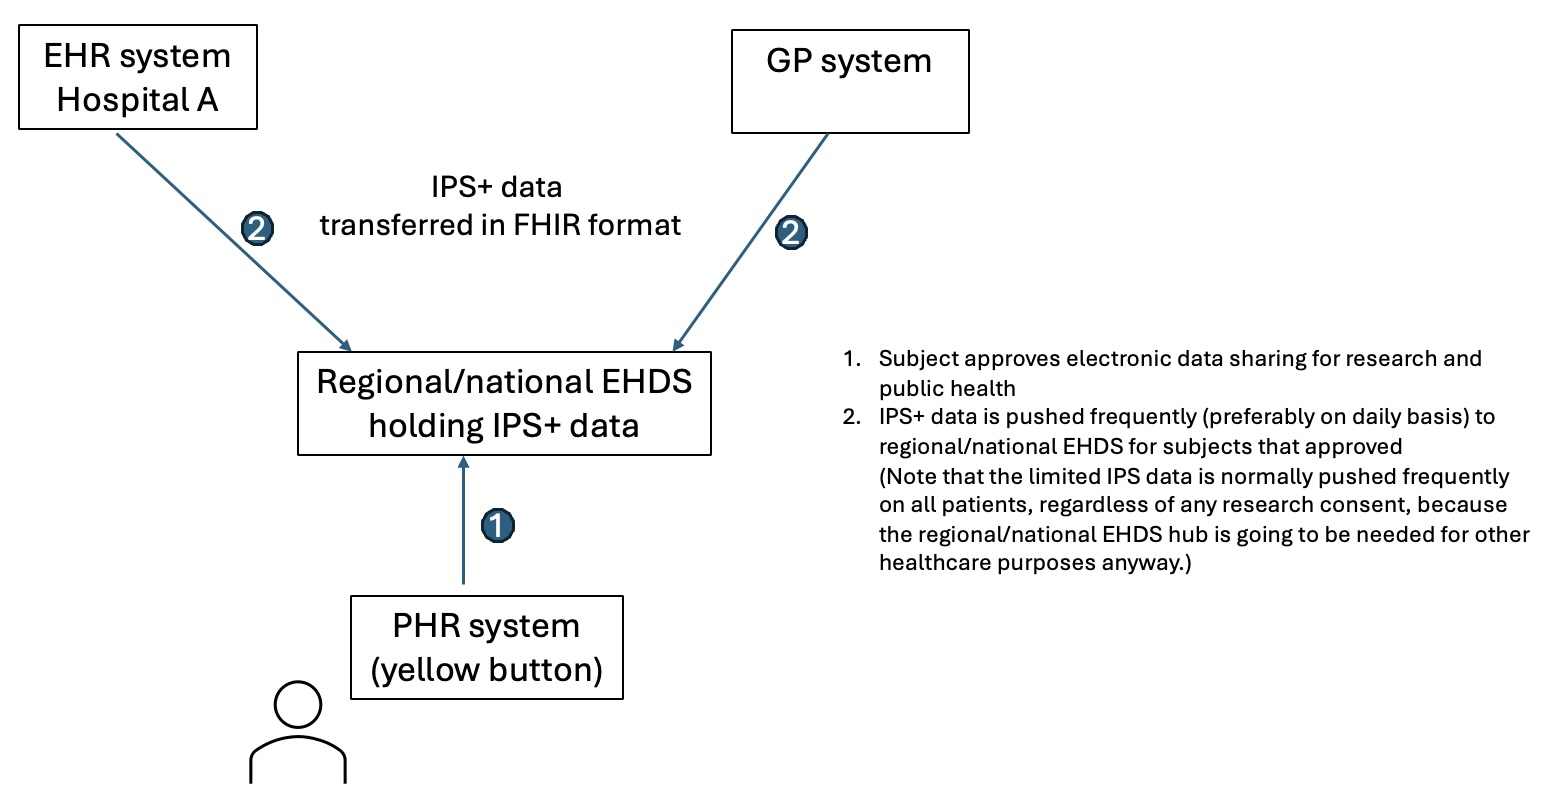 EHR system
Hospital A
GP system
IPS+ data
transferred in FHIR format
2
2
Regional/national EHDS
holding IPS+ data
1
PHR system
(yellow button)
1. Subject approves electronic data sharing for research and
public health
2. IPS+ data is pushed frequently (preferably on daily basis) to
regional/national EHDS for subjects that approved
(Note that the limited IPS data is normally pushed frequently
on all patients, regardless of any research consent, because
the regional/national EHDS hub is going to be needed for other
healthcare purposes anyway.)